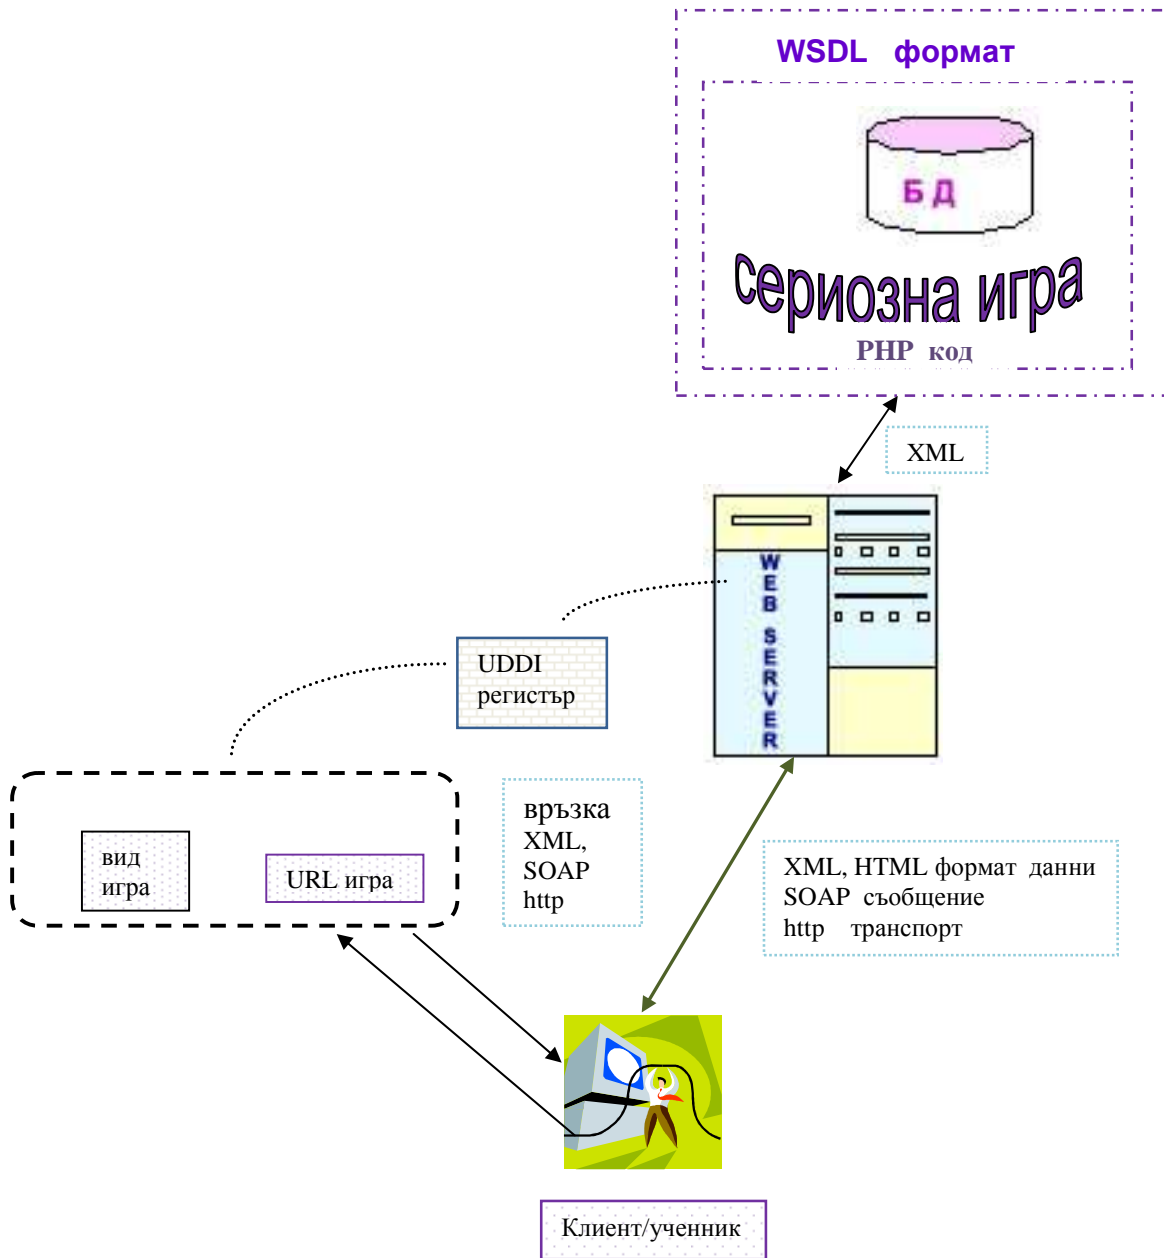 WSDL формат
БД
сериозна игра
PHP код
XML
WEB SERVER
UDDI
регистър
вид
игра
URL игра
връзка
XML,
SOAP
http
XML, HTML формат данни
SOAP съобщение
http транспорт
Клиент/ученник